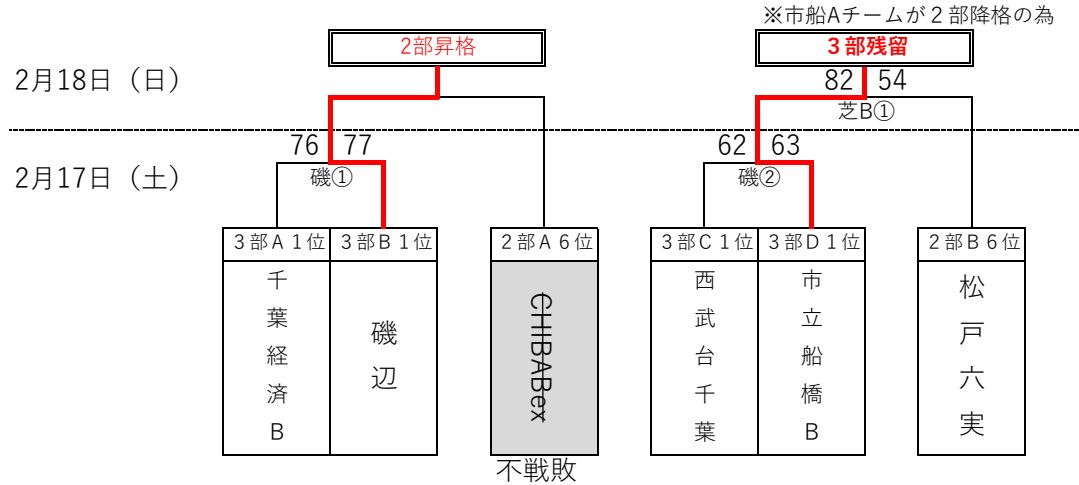 ※市船Aチームが２部降格の為
2部昇格
３部残留
2月18日（日）
82 54
芝B①
76 77
62 63
2月17日（土）
磯①
磯②
３部Ａ１位
３部Ｂ１位
２部Ａ６位
３部Ｃ１位
３部Ｄ１位
２部Ｂ６位
千葉経済B
磯辺
CHIBABex
西武台千葉
市立船橋B
松戸六実
不戦敗